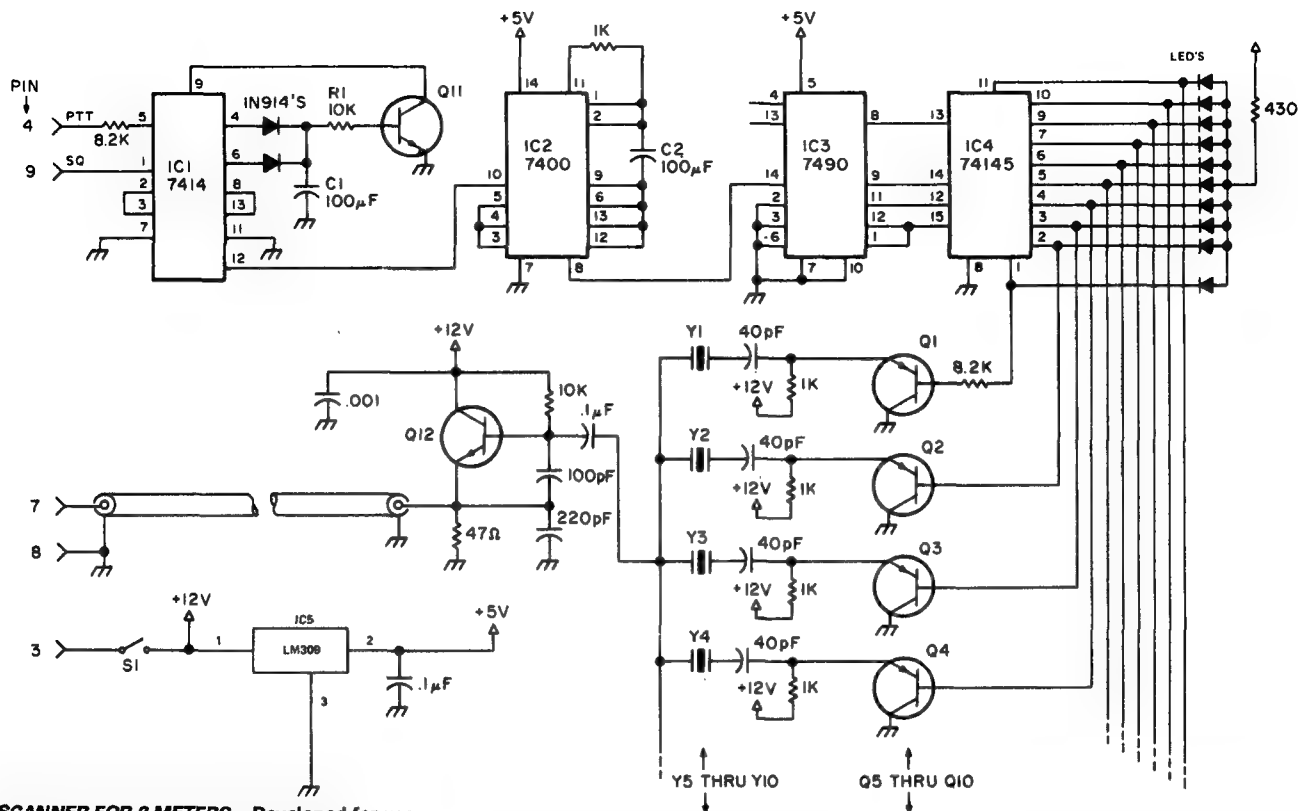 +5V
1K
+5V
LED'S
430
PIN
4
PTT
8.2K
9
SQ
5
1
2
3
7
9
IC1
7414
4
6
8
13
11
12
1N914'S
R1
10K
Q11
C1
100µF
14
11
1
2
IC2
7400
10
5
4
3
9
6
13
12
7
8
C2
100µF
5
4
13
IC3
7490
14
2
3
6
7
10
8
9
11
12
1
13
14
12
15
IC4
74145
11
10
9
7
6
5
4
3
2
8
1
+12V
.001
10K
.1µF
Q12
100pF
220pF
47Ω
7
8
Y1
40pF
+12V
1K
Q1
8.2K
Y2
40pF
+12V
1K
Q2
Y3
40pF
+12V
1K
Q3
Y4
40pF
+12V
1K
Q4
3
S1
+12V
1
IC5
LM309
2
3
+5V
.1µF
Y5 THRU Y10
Q5 THRU Q10